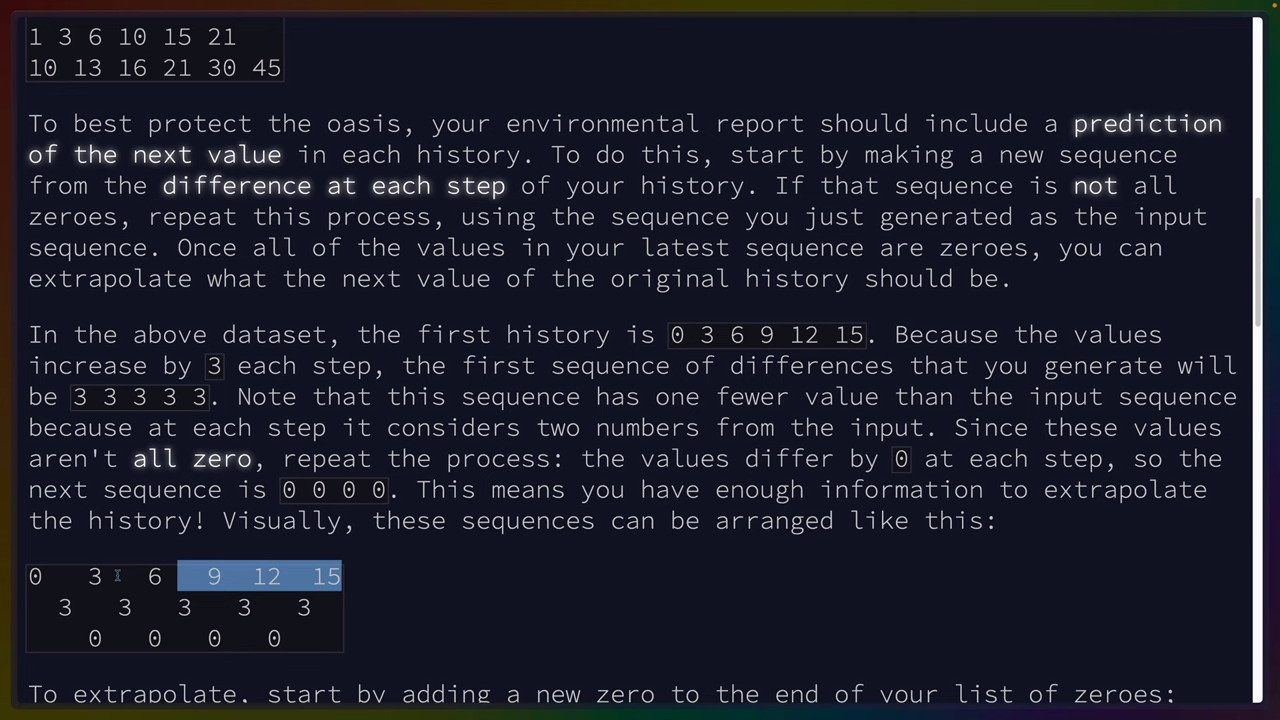 1 3 6 10 15 21
10 13 16 21 30 45
To best protect the oasis, your environmental report should include a prediction
of the next value in each history. To do this, start by making a new sequence
from the difference at each step of your history. If that sequence is not all
zeroes, repeat this process, using the sequence you just generated as the input
sequence. Once all of the values in your latest sequence are zeroes, you can
extrapolate what the next value of the original history should be.
In the above dataset, the first history is 0 3 6 9 12 15. Because the values
increase by 3 each step, the first sequence of differences that you generate will
be 3 3 3 3 3. Note that this sequence has one fewer value than the input sequence
because at each step it considers two numbers from the input. Since these values
aren't all zero, repeat the process: the values differ by 0 at each step, so the
next sequence is 0 0 0 0. This means you have enough information to extrapolate
the history! Visually, these sequences can be arranged like this:
0 3 6 9 12 15
3 3 3 3 3
0 0 0 0
To extrapolate, start by adding a new zero to the end of your list of zeroes;